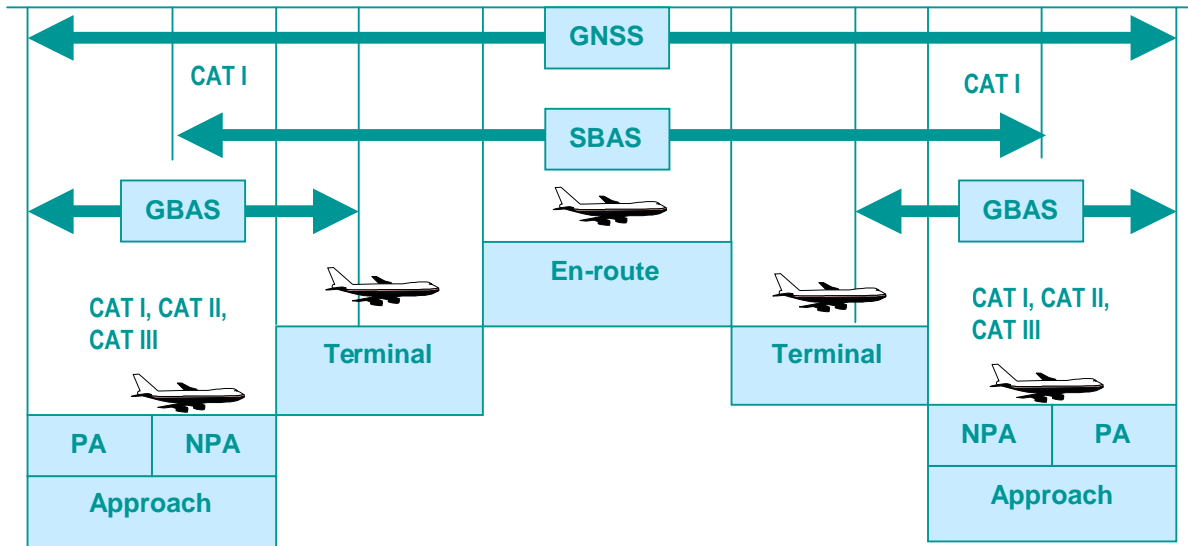 GNSS
CAT I
CAT I
SBAS
GBAS
GBAS
En-route
CAT I, CAT II,
CAT III
CAT I, CAT II,
CAT III
Terminal
Terminal
PA
NPA
NPA
PA
Approach
Approach